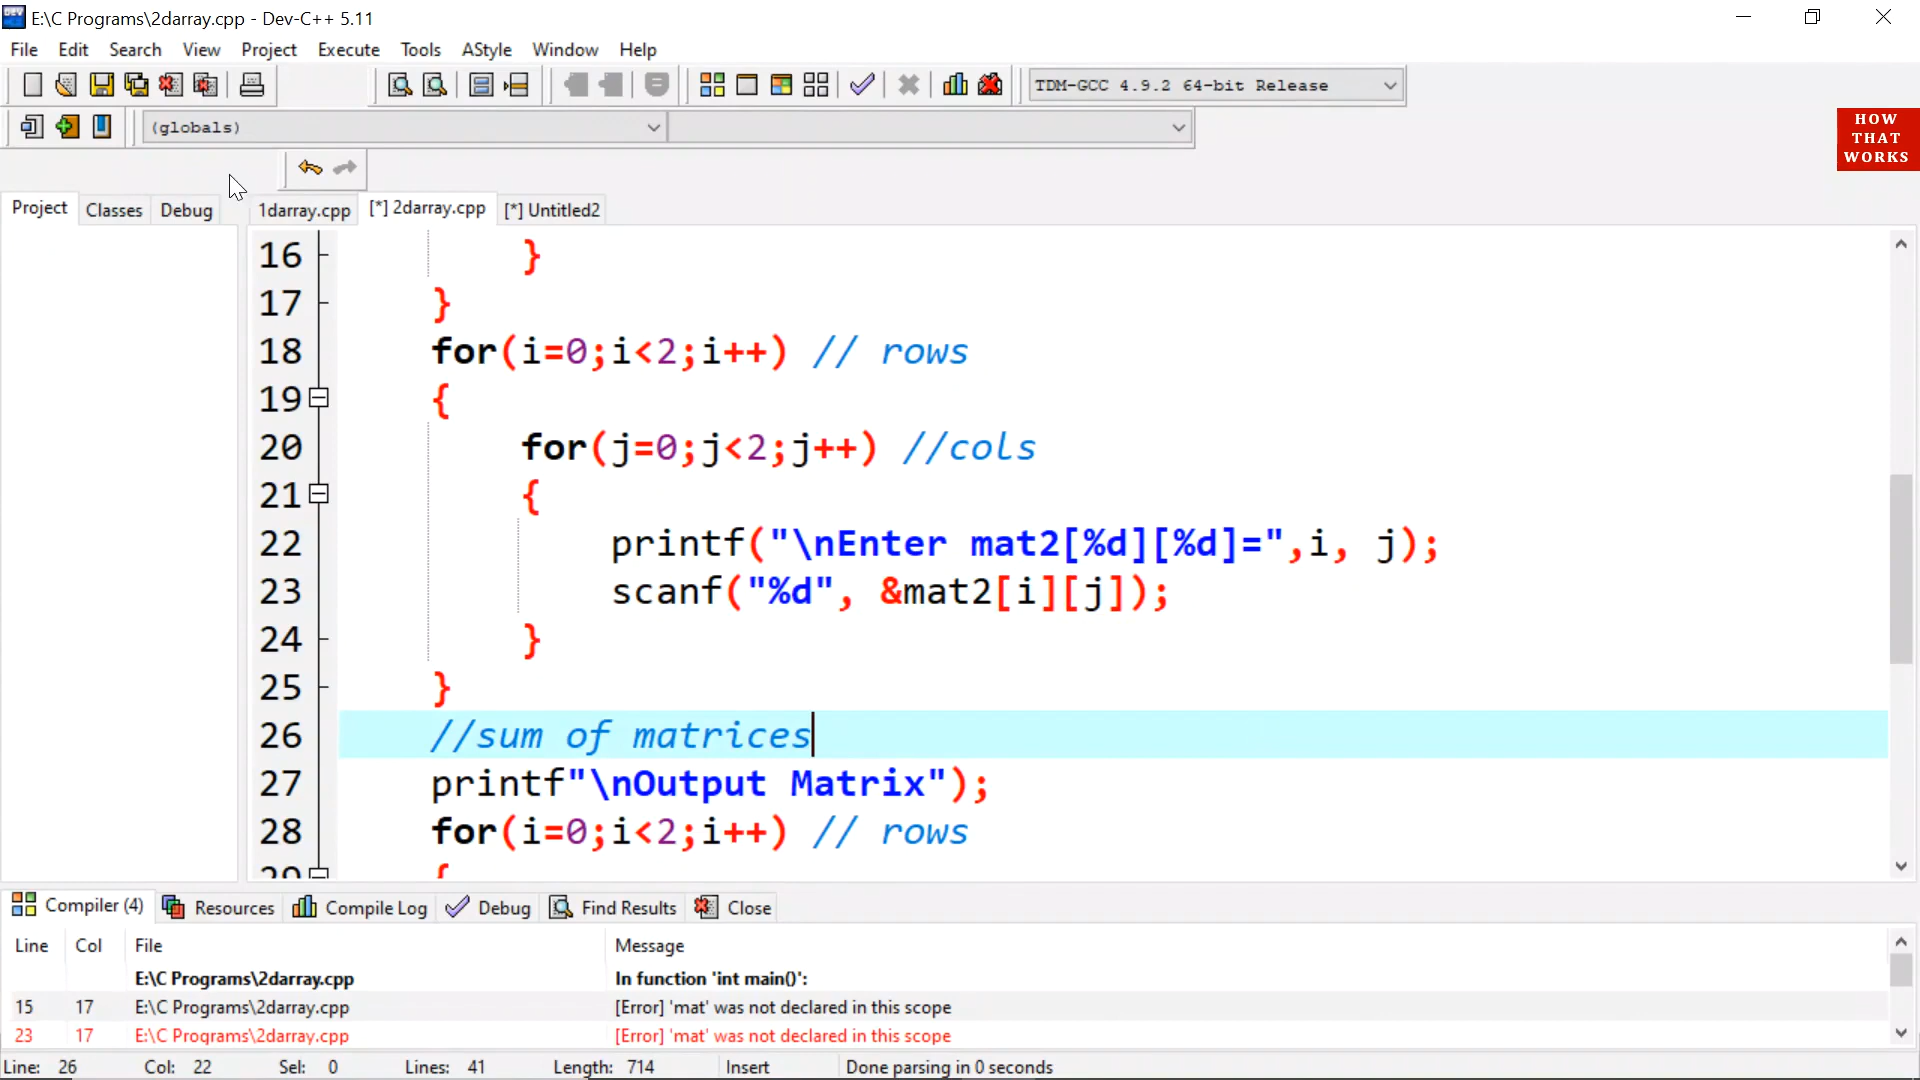 E:\C Programs\2darray.cpp - Dev-C++ 5.11
File Edit Search View Project Execute Tools AStyle Window Help
TDM-GCC 4.9.2 64-bit Release
(globals)
HOW
THAT
WORKS
Project Classes Debug 1darray.cpp [*] 2darray.cpp [*] Untitled2
16 }
17 }
18 for(i=0;i<2;i++) // rows
19 {
20 for(j=0;j<2;j++) //cols
21 {
22 printf("\nEnter mat2[%d][%d]=",i, j);
23 scanf("%d", &mat2[i][j]);
24 }
25 }
26 //sum of matrices
27 printf"\nOutput Matrix");
28 for(i=0;i<2;i++) // rows
29 {
Compiler (4) Resources Compile Log Debug Find Results Close
Line Col File Message
E:\C Programs\2darray.cpp In function 'int main()':
15 17 E:\C Programs\2darray.cpp [Error] 'mat' was not declared in this scope
23 17 E:\C Programs\2darray.cpp [Error] 'mat' was not declared in this scope
Line: 26 Col: 22 Sel: 0 Lines: 41 Length: 714 Insert Done parsing in 0 seconds